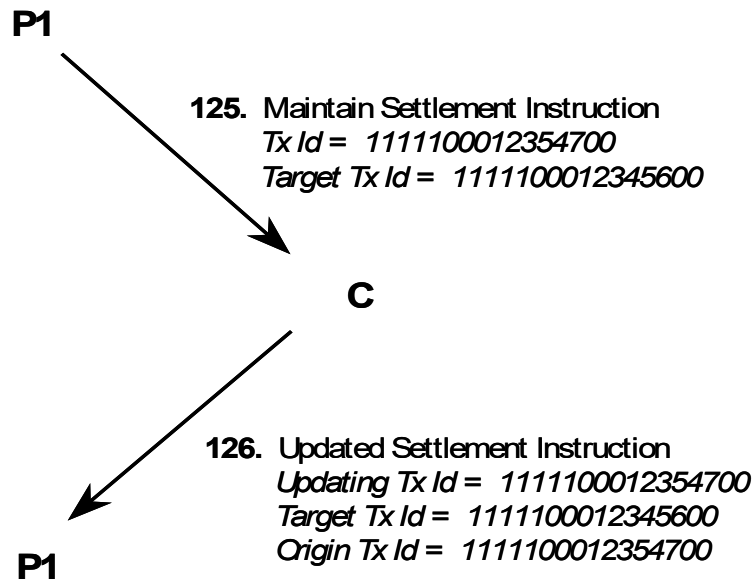 P1
125. Maintain Settlement Instruction
Tx Id = 1111100012354700
Target Tx Id = 1111100012345600
C
126. Updated Settlement Instruction
Updating Tx Id = 1111100012354700
Target Tx Id = 1111100012345600
Origin Tx Id = 1111100012354700
P1